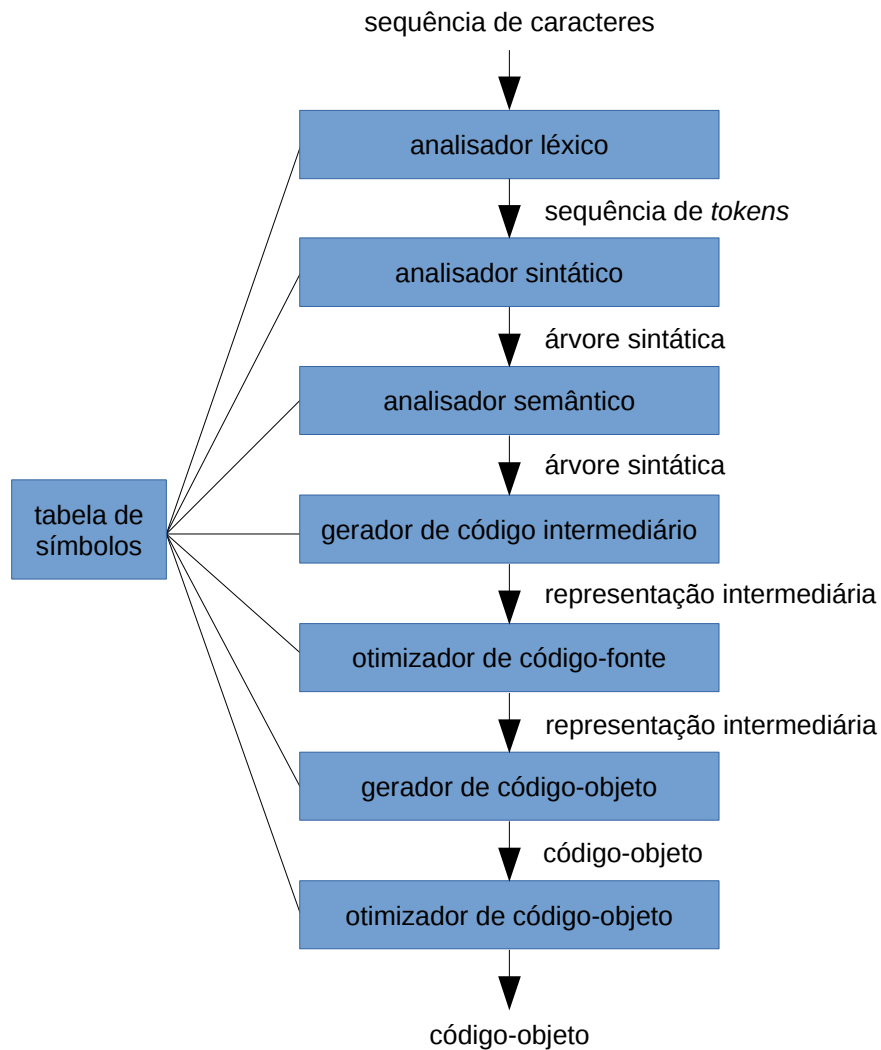 sequência de caracteres
analisador léxico
sequência de tokens
analisador sintático
árvore sintática
analisador semântico
árvore sintática
tabela de
símbolos
gerador de código intermediário
representação intermediária
otimizador de código-fonte
representação intermediária
gerador de código-objeto
código-objeto
otimizador de código-objeto
código-objeto